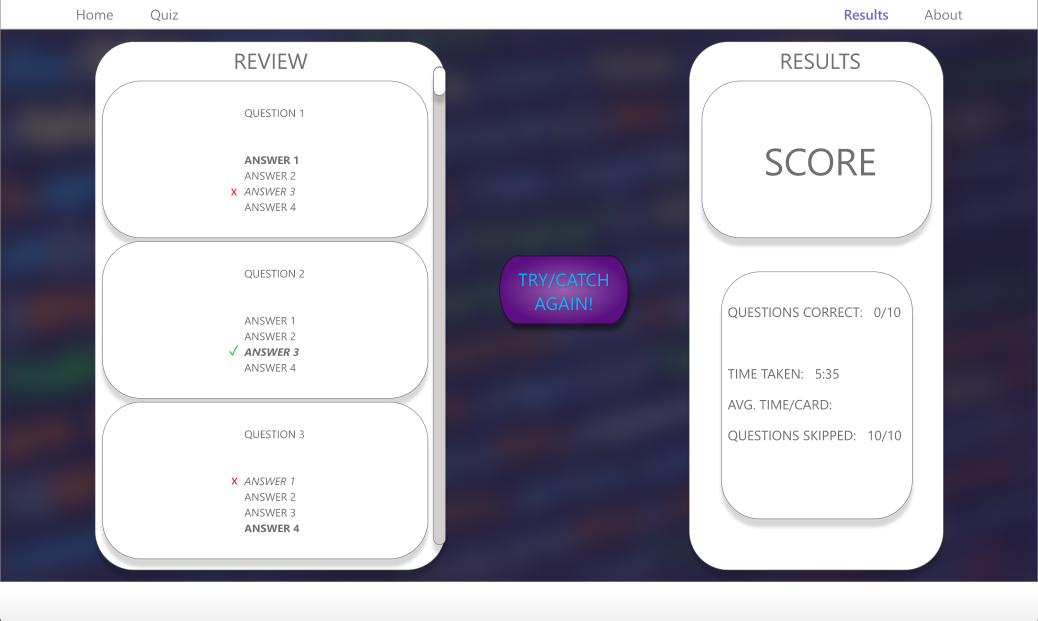 Home Quiz Results About
REVIEW
QUESTION 1
ANSWER 1
ANSWER 2
x ANSWER 3
ANSWER 4
QUESTION 2
ANSWER 1
ANSWER 2
✓ ANSWER 3
ANSWER 4
QUESTION 3
x ANSWER 1
ANSWER 2
ANSWER 3
ANSWER 4
TRY/CATCH
AGAIN!
RESULTS
SCORE
QUESTIONS CORRECT: 0/10
TIME TAKEN: 5:35
AVG. TIME/CARD:
QUESTIONS SKIPPED: 10/10